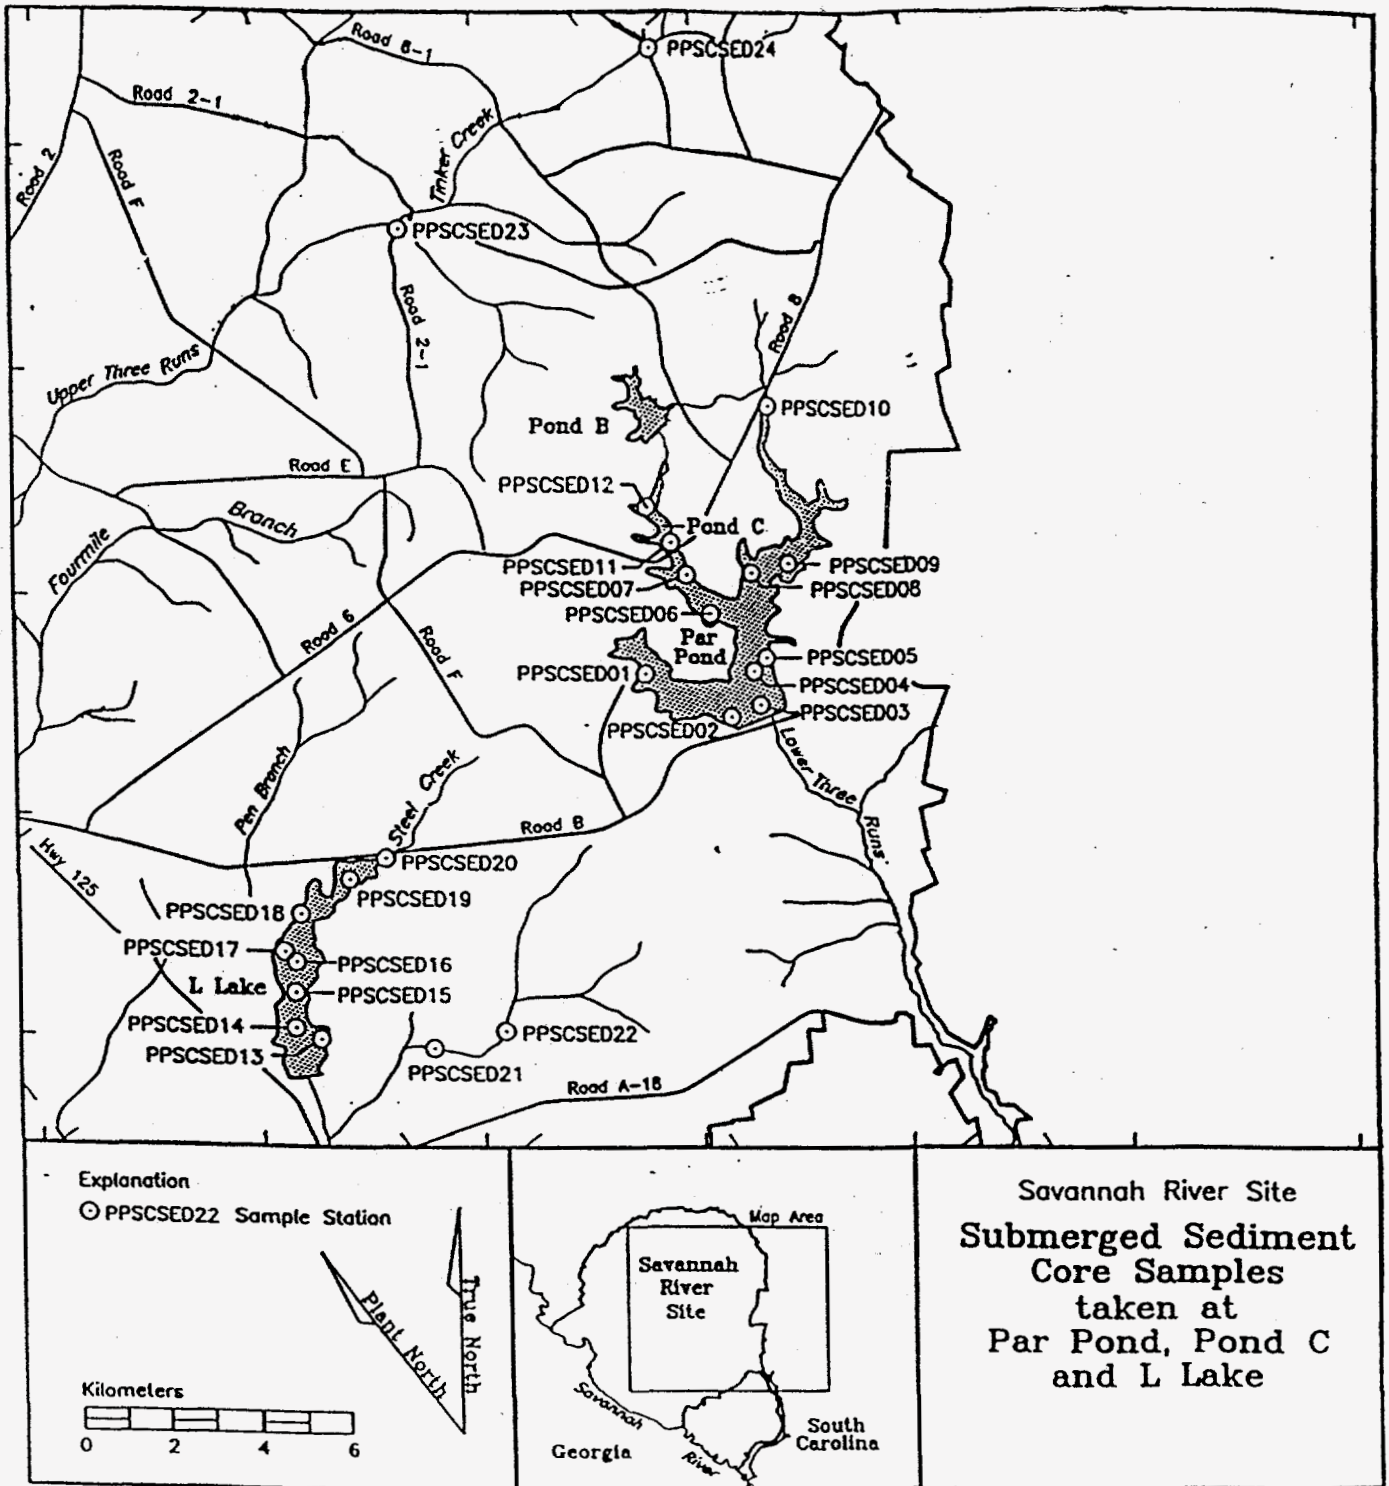 Road 8-1
PPSCSED24
Road 2-1
Tinker Creek
Road 2
Road F
PPSCSED23
Road 2-1
Road 8
Upper Three Runs
PPSCSED10
Pond B
Road E
PPSCSED12
Branch
Pond C
Fourmile
PPSCSED11
PPSCSED09
PPSCSED07
PPSCSED08
PPSCSED06
Road 6
Road F
Par
Pond
PPSCSED05
PPSCSED01
PPSCSED04
PPSCSED03
PPSCSED02
Lower Three
Runs
Pen Branch
Steel Creek
Road B
Hwy 125
PPSCSED20
PPSCSED19
PPSCSED18
PPSCSED17
PPSCSED16
L Lake
PPSCSED15
PPSCSED14
PPSCSED22
PPSCSED13
PPSCSED21
Road A-18
Explanation
PPSCSED22 Sample Station
Plant North
True North
Kilometers
0 2 4 6
Map Area
Savannah
River
Site
Savannah
River
Georgia
South
Carolina
Savannah River Site
Submerged Sediment
Core Samples
taken at
Par Pond, Pond C
and L Lake